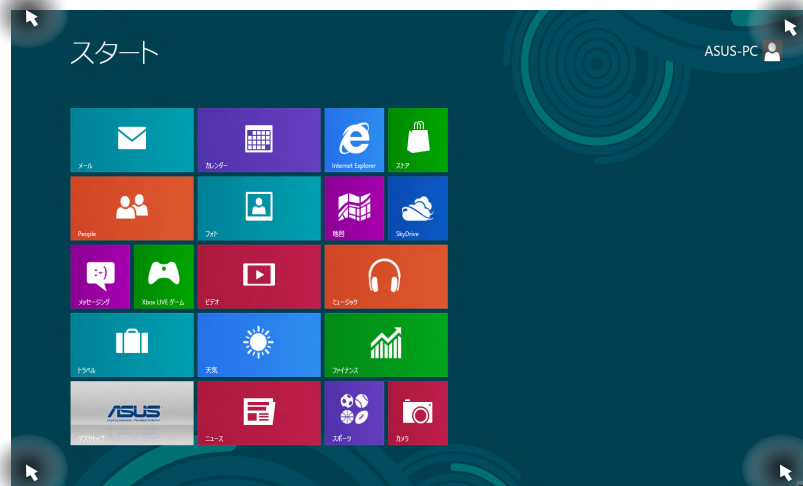 スタート
ASUS-PC
メール
カレンダー
Internet Explorer
ストア
People
フォト
地図
SkyDrive
メッセージング
Xbox LIVE ゲーム
ビデオ
ミュージック
トラベル
天気
ファイナンス
ASUS
デスクトップ
ニュース
スポーツ
カメラ